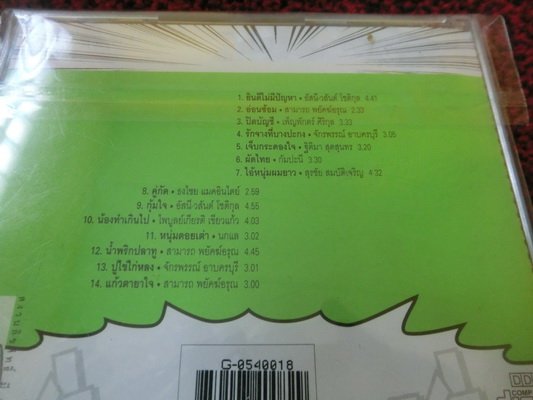 1. ยินดีไม่มีปัญหา • อัสนี-วสันต์ โชติกุล 4.41
2. อ่อนซ้อม • สามารถ พยัคฆ์อรุณ 3.33
3. ปิดบัญชี • เพ็ญพักตร์ ศิริกุล 3.33
4. รักจางที่บางปะกง • จักรพรรณ์ อาบครบุรี 3.05
5. เจ็บกระดองใจ • ฐิติมา สุตสุนทร 3.20
6. ผัดไทย • กัมปะนี 3.30
7. ไอ้หนุ่มผมยาว • สุรชัย สมบัติเจริญ 4.32
8. คู่กัด • ธงไชย แมคอินไตย์ 2.59
9. กุ้มใจ • อัสนี-วสันต์ โชติกุล 4.55
10. น้องทำเกินไป • ไพบูลย์เกียรติ เขียวแก้ว 4.03
11. หนุ่มดอยเต่า • นกแล 3.02
12. น้ำพริกปลาทู • สามารถ พยัคฆ์อรุณ 4.45
13. ปูไข่ไก่หลง • จักรพรรณ์ อาบครบุรี 3.01
14. แก้วตายาใจ • สามารถ พยัคฆ์อรุณ 3.00
G-0540018